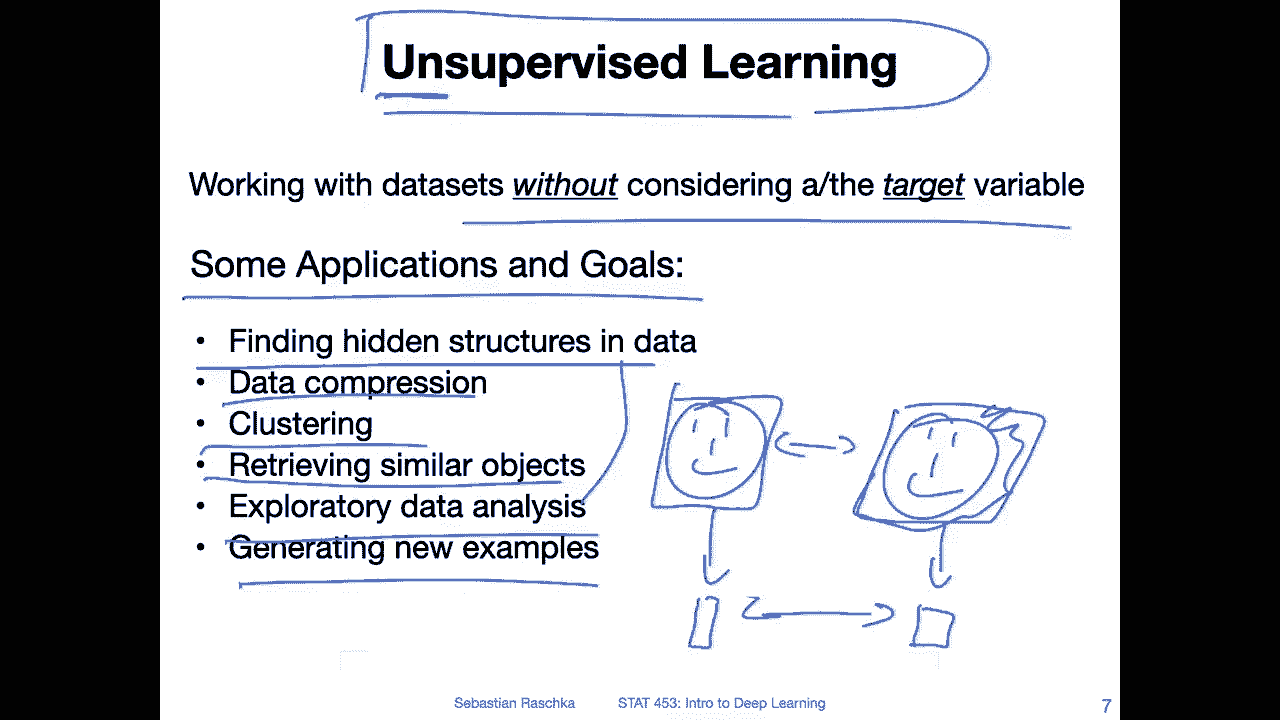 Unsupervised Learning
Working with datasets without considering a/the target variable
Some Applications and Goals:
• Finding hidden structures in data
• Data compression
• Clustering
• Retrieving similar objects
• Exploratory data analysis
• Generating new examples
Sebastian Raschka STAT 453: Intro to Deep Learning 7